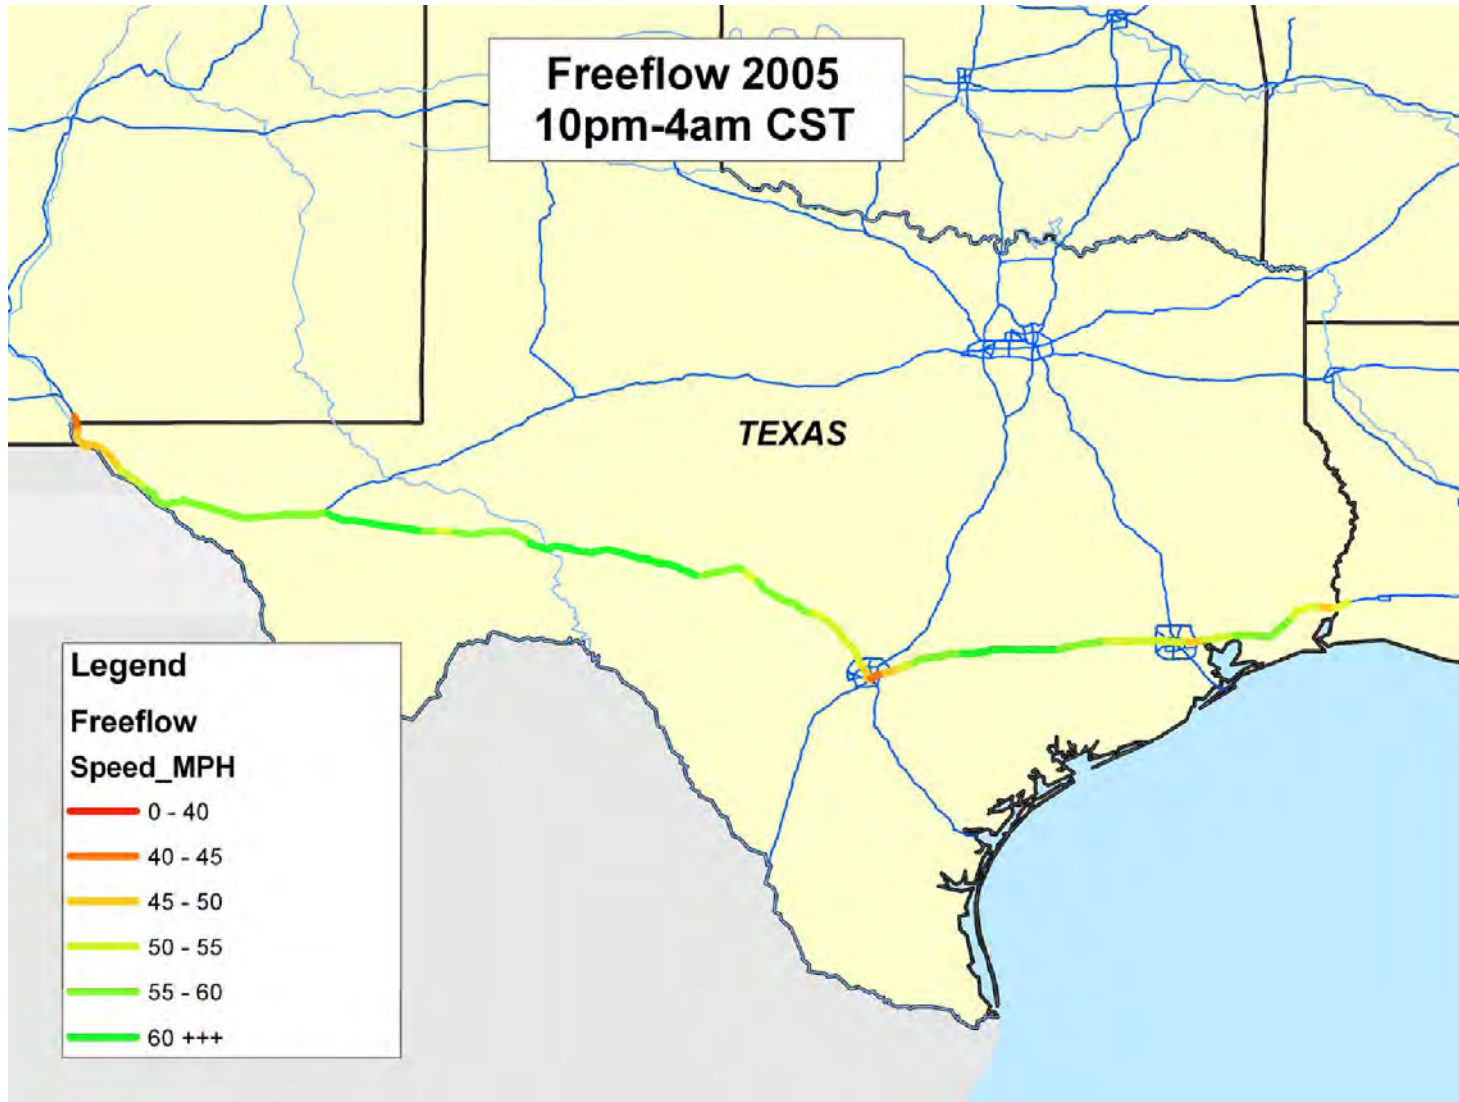 Freeflow 2005
10pm-4am CST
TEXAS
Legend
Freeflow
Speed_MPH
0 - 40
40 - 45
45 - 50
50 - 55
55 - 60
60 +++